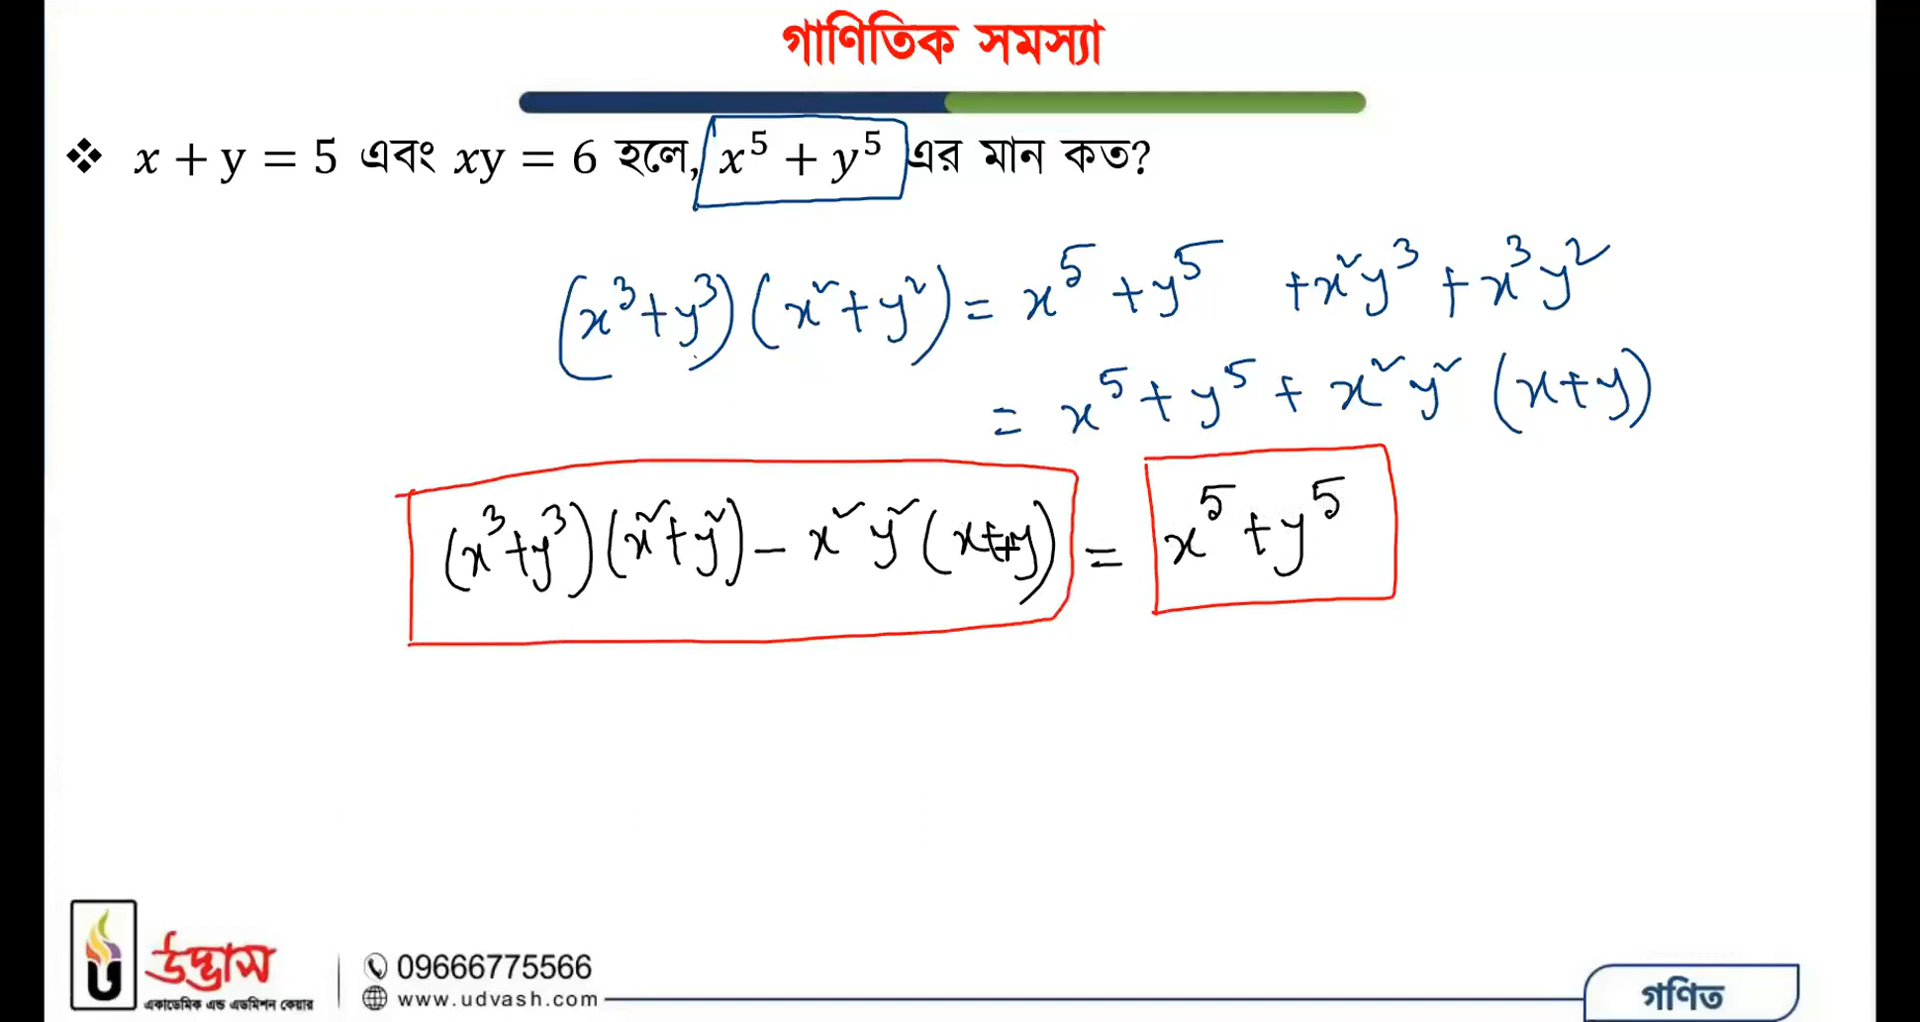 গাণিতিক সমস্যা
❖ x + y = 5 এবং xy = 6 হলে, x⁵ + y⁵ এর মান কত?
(x³+y³)(x²+y²) = x⁵+y⁵ +x²y³+x³y²
= x⁵+y⁵+x²y²(x+y)
(x³+y³)(x²+y²) – x²y²(x+y) = x⁵+y⁵
উদ্ভাস
একাডেমিক এন্ড এডমিশন কেয়ার
09666775566
www.udvash.com
গণিত